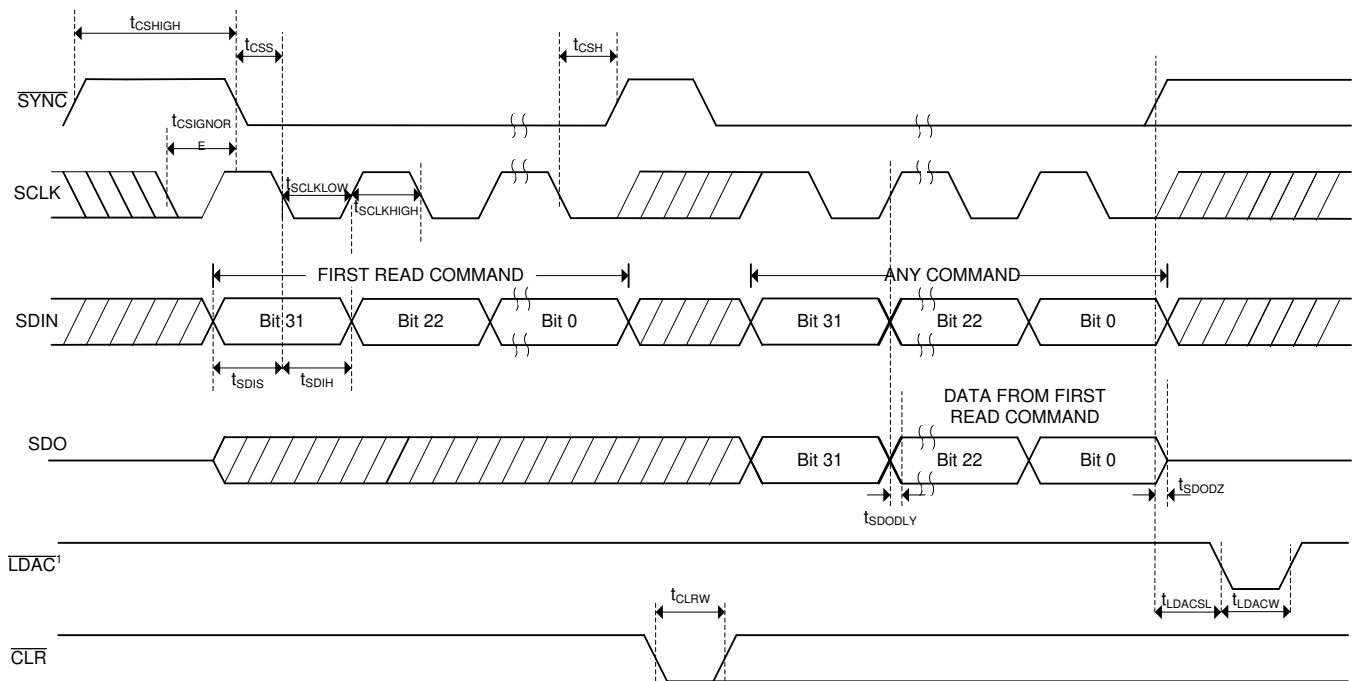 tCSHIGH
tCSS
tCSH
SYNC
tCSIGNOR
E
SCLK
tSCLKLOW
tSCLKHIGH
FIRST READ COMMAND
ANY COMMAND
SDIN
Bit 31
Bit 22
Bit 0
Bit 31
Bit 22
Bit 0
tSDIS
tSDIH
DATA FROM FIRST
READ COMMAND
SDO
Bit 31
Bit 22
Bit 0
tSDODLY
tSDODZ
LDAC¹
tCLRW
tLDACSL
tLDACW
CLR